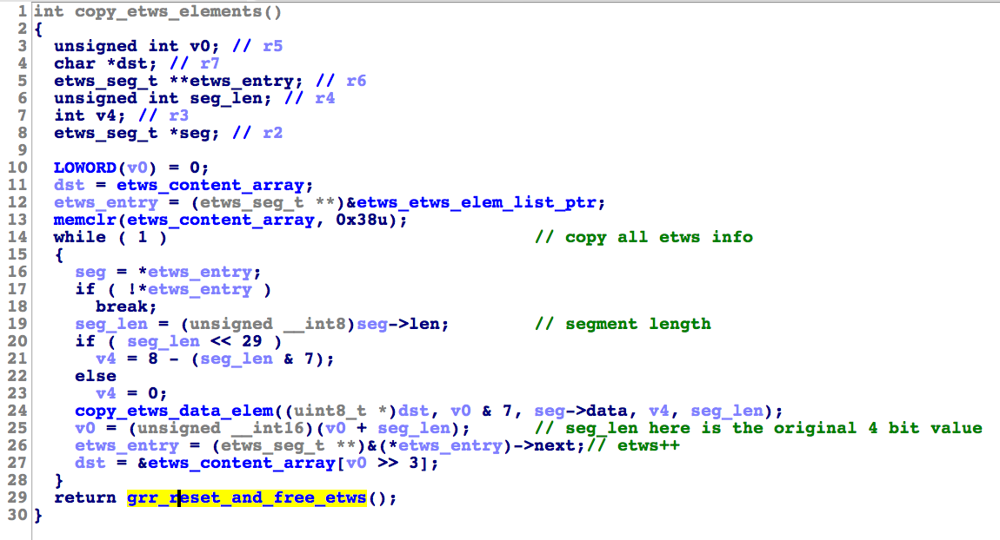 1 int copy_etws_elements()
2 {
3 unsigned int v0; // r5
4 char *dst; // r7
5 etws_seg_t **etws_entry; // r6
6 unsigned int seg_len; // r4
7 int v4; // r3
8 etws_seg_t *seg; // r2
9
10 LOWORD(v0) = 0;
11 dst = etws_content_array;
12 etws_entry = (etws_seg_t **)&etws_etws_elem_list_ptr;
13 memclr(etws_content_array, 0x38u);
14 while ( 1 ) // copy all etws info
15 {
16 seg = *etws_entry;
17 if ( !*etws_entry )
18 break;
19 seg_len = (unsigned __int8)seg->len; // segment length
20 if ( seg_len << 29 )
21 v4 = 8 - (seg_len & 7);
22 else
23 v4 = 0;
24 copy_etws_data_elem((uint8_t *)dst, v0 & 7, seg->data, v4, seg_len);
25 v0 = (unsigned __int16)(v0 + seg_len); // seg_len here is the original 4 bit value
26 etws_entry = (etws_seg_t **)&(*etws_entry)->next;// etws++
27 dst = &etws_content_array[v0 >> 3];
28 }
29 return grr_reset_and_free_etws();
30 }